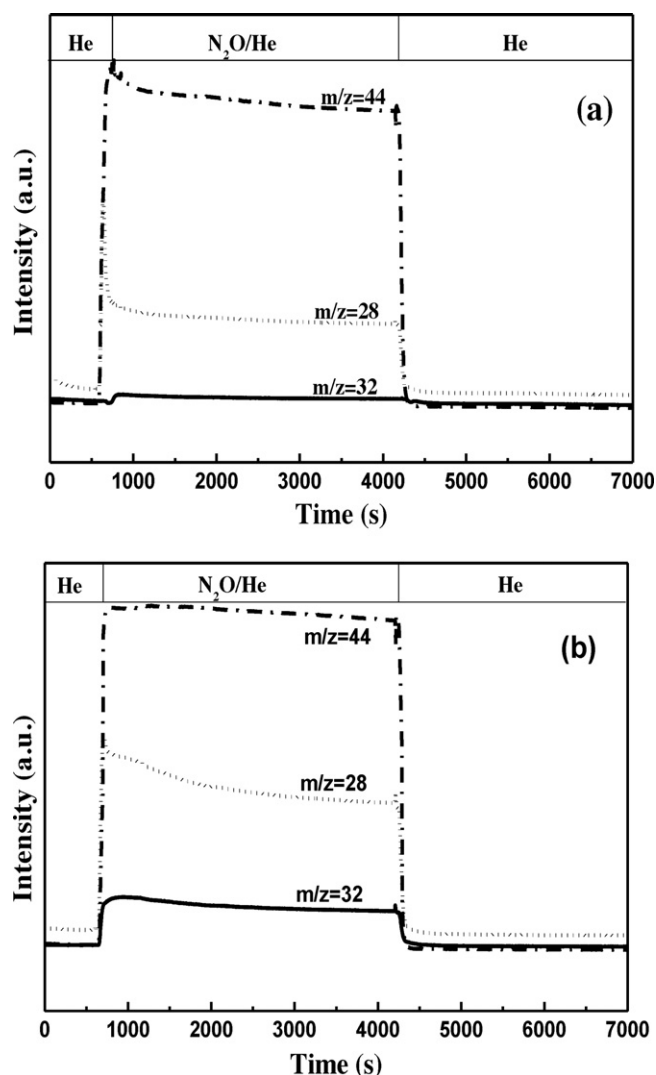 He N₂O/He He
m/z=44
(a)
m/z=28
m/z=32
Intensity (a.u.)
0 1000 2000 3000 4000 5000 6000 7000
Time (s)
He N₂O/He He
m/z=44
(b)
m/z=28
m/z=32
Intensity (a.u.)
0 1000 2000 3000 4000 5000 6000 7000
Time (s)